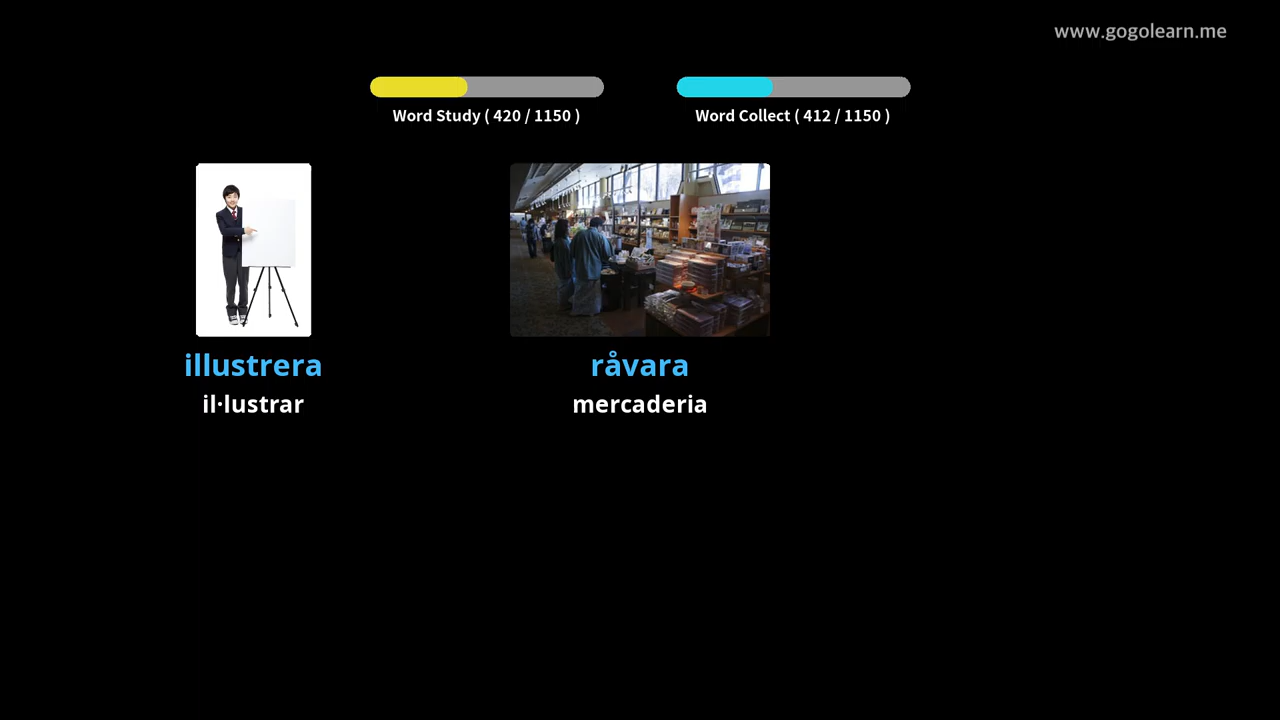 www.gogolearn.me
Word Study ( 420 / 1150 )
Word Collect ( 412 / 1150 )
illustrera
il·lustrar
råvara
mercaderia